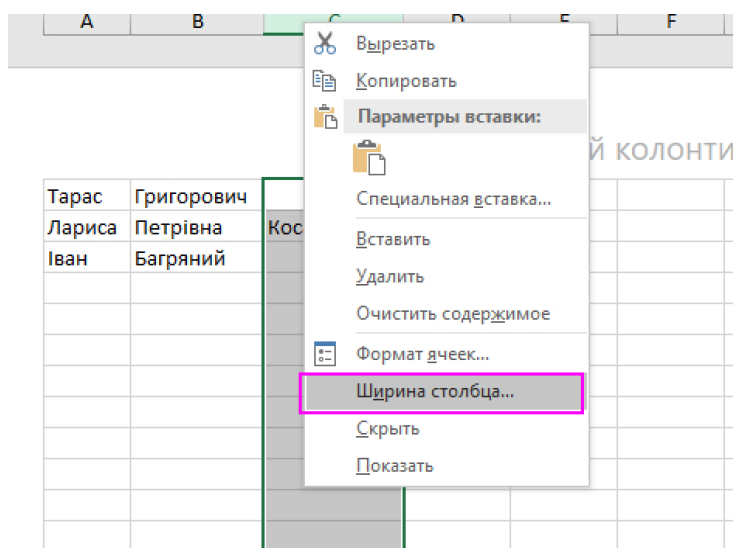 A B C D E F
Вырезать
Копировать
Параметры вставки:
й колонти
Тарас Григорович
Специальная вставка...
Лариса Петрівна Кос
Вставить
Іван Багряний
Удалить
Очистить содержимое
Формат ячеек...
Ширина столбца...
Скрыть
Показать